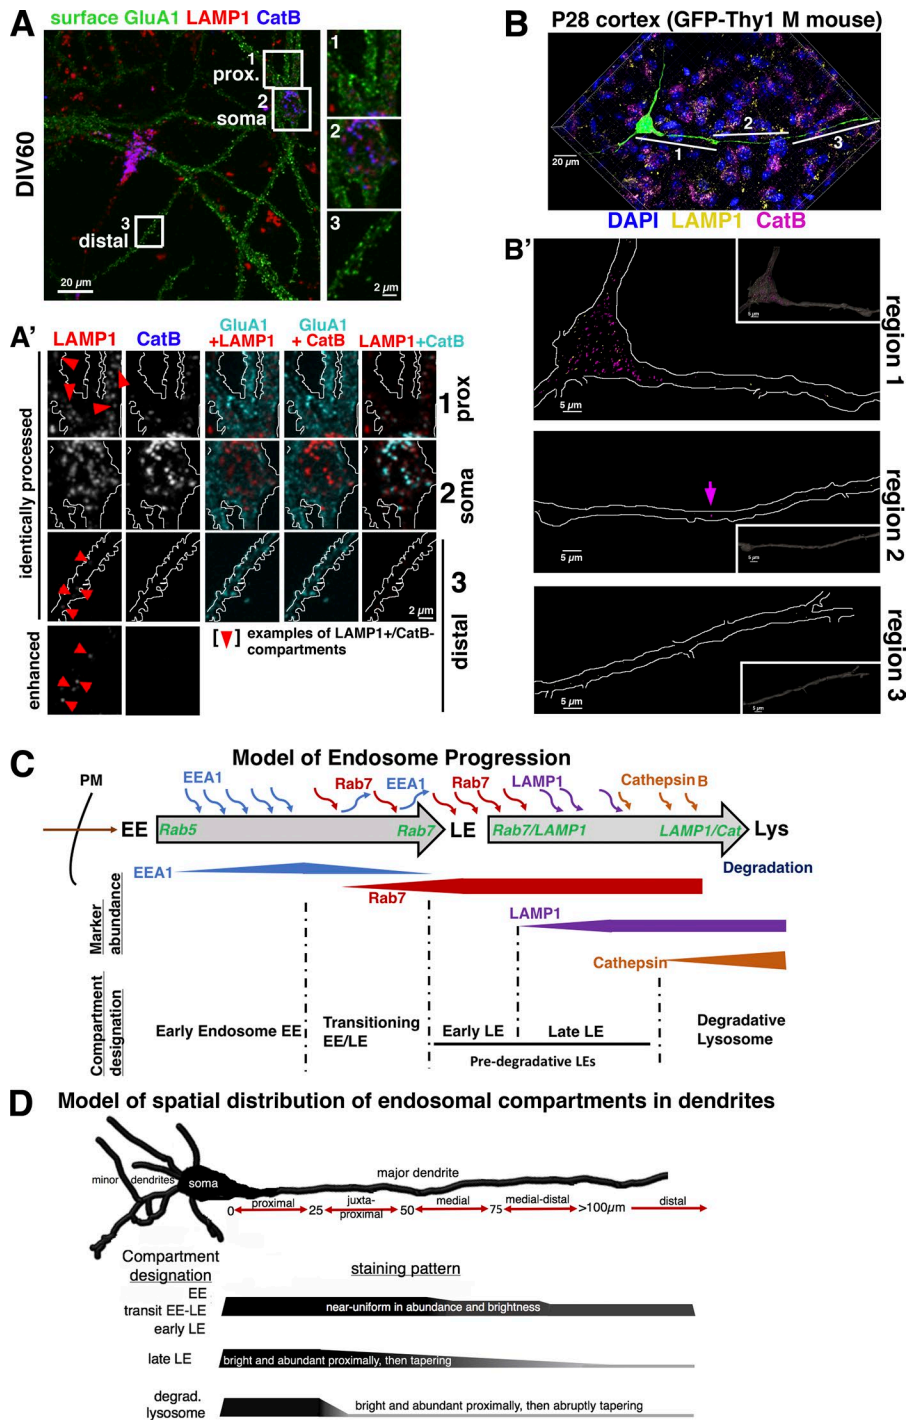 A
surface GluA1 LAMP1 CatB
DIV60
1
prox.
2
soma
3
distal
20 µm
1
2
3
2 µm
B
P28 cortex (GFP-Thy1 M mouse)
1
2
3
20 µm
DAPI LAMP1 CatB
B'
region 1
5 µm
5 µm
region 2
5 µm
5 µm
region 3
5 µm
5 µm
A'
LAMP1
CatB
GluA1
+LAMP1
GluA1
+ CatB
LAMP1+CatB
identically processed
enhanced
1
prox
2
soma
3
distal
2 µm
[ ] examples of LAMP1+/CatB-
compartments
C
Model of Endosome Progression
PM
EEA1
Rab7
EEA1
Rab7
LAMP1
Cathepsin B
EE
Rab5
Rab7
LE
Rab7/LAMP1
LAMP1/Cat
Lys
Degradation
Marker
abundance
EEA1
Rab7
LAMP1
Cathepsin
Compartment
designation
Early Endosome EE
Transitioning
EE/LE
Early LE
Late LE
Pre-degradative LEs
Degradative
Lysosome
D
Model of spatial distribution of endosomal compartments in dendrites
minor dendrites
soma
major dendrite
0
proximal
25
juxta-
proximal
50
medial
75
medial-distal
>100µm
distal
Compartment
designation
staining pattern
EE
transit EE-LE
early LE
near-uniform in abundance and brightness
late LE
bright and abundant proximally, then tapering
degrad.
lysosome
bright and abundant proximally, then abruptly tapering